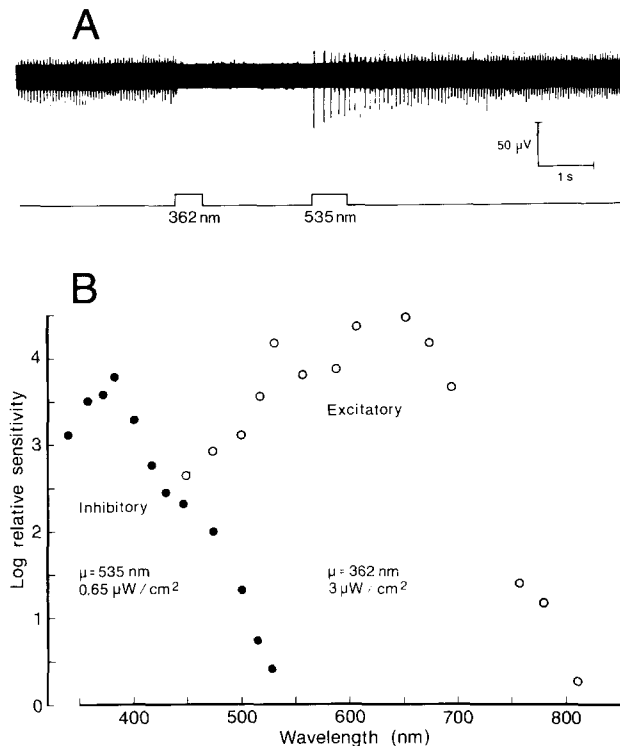 A
50 µV
1 s
362 nm
535 nm
B
Log relative sensitivity
4
3
2
1
0
Excitatory
Inhibitory
µ = 535 nm
0.65 µW / cm²
µ = 362 nm
3 µW / cm²
400
500
600
700
800
Wavelength (nm)